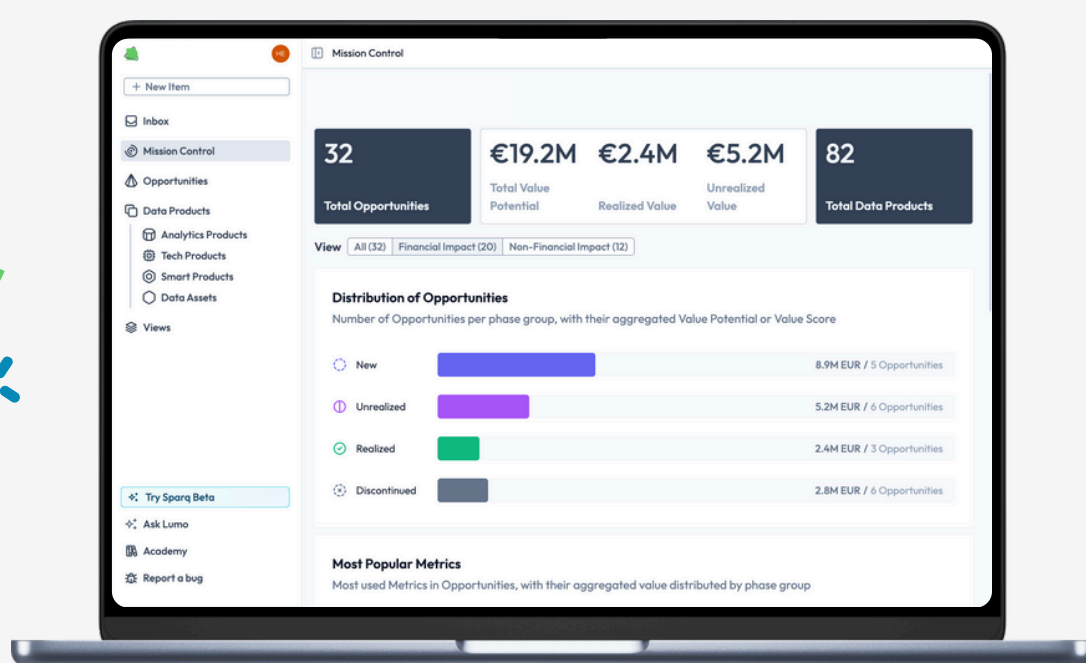 HE
Mission Control
+ New Item
Inbox
Mission Control
Opportunities
Data Products
Analytics Products
Tech Products
Smart Products
Data Assets
Views
Try Sparq Beta
Ask Lumo
Academy
Report a bug
32
Total Opportunities
€19.2M
Total Value
Potential
€2.4M
Realized Value
€5.2M
Unrealized
Value
82
Total Data Products
View All (32) Financial Impact (20) Non-Financial Impact (12)
Distribution of Opportunities
Number of Opportunities per phase group, with their aggregated Value Potential or Value Score
New 8.9M EUR / 5 Opportunities
Unrealized 5.2M EUR / 6 Opportunities
Realized 2.4M EUR / 3 Opportunities
Discontinued 2.8M EUR / 6 Opportunities
Most Popular Metrics
Most used Metrics in Opportunities, with their aggregated value distributed by phase group